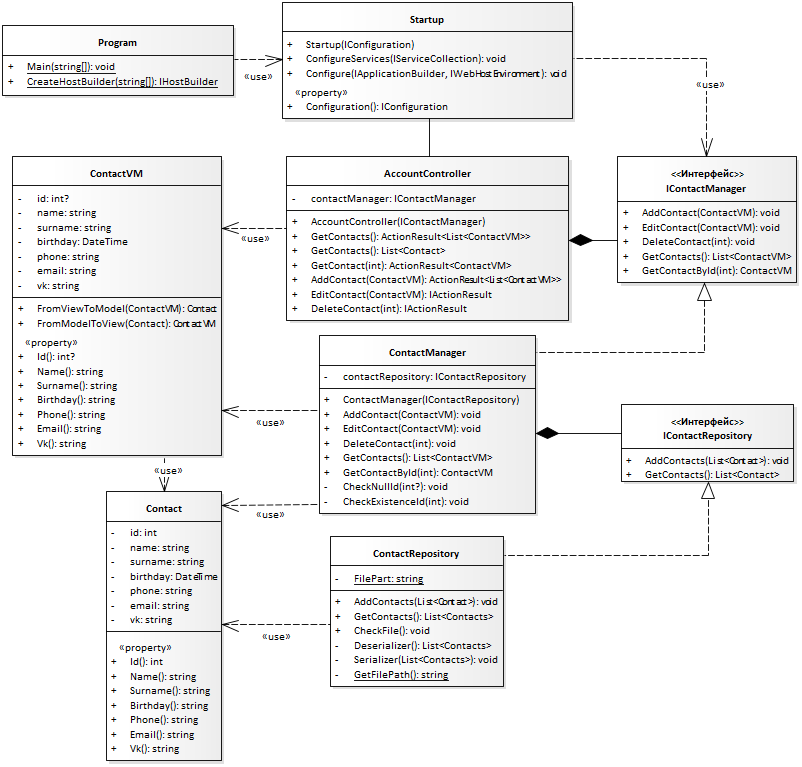 Program
+ Main(string[]): void
+ CreateHostBuilder(string[]): IHostBuilder
«use»
Startup
+ Startup(IConfiguration)
+ ConfigureServices(IServiceCollection): void
+ Configure(IApplicationBuilder, IWebHostEnvironment): void
«property»
+ Configuration(): IConfiguration
«use»
ContactVM
- id: int?
- name: string
- surname: string
- birthday: DateTime
- phone: string
- email: string
- vk: string
+ FromViewToModel(ContactVM): Contact
+ FromModelToView(Contact): ContactVM
«property»
+ Id(): int?
+ Name(): string
+ Surname(): string
+ Birthday(): string
+ Phone(): string
+ Email(): string
+ Vk(): string
«use»
AccountController
- contactManager: IContactManager
+ AccountController(IContactManager)
+ GetContacts(): ActionResult<List<ContactVM>>
+ GetContacts(): List<Contact>
+ GetContact(int): ActionResult<ContactVM>
+ AddContact(ContactVM): ActionResult<List<ContactVM>>
+ EditContact(ContactVM): IActionResult
+ DeleteContact(int): IActionResult
<<Интерфейс>>
IContactManager
+ AddContact(ContactVM): void
+ EditContact(ContactVM): void
+ DeleteContact(int): void
+ GetContacts(): List<ContactVM>
+ GetContactById(int): ContactVM
ContactManager
- contactRepository: IContactRepository
+ ContactManager(IContactRepository)
+ AddContact(ContactVM): void
+ EditContact(ContactVM): void
+ DeleteContact(int): void
+ GetContacts(): List<ContactVM>
+ GetContactById(int): ContactVM
- CheckNullId(int?): void
- CheckExistenceId(int): void
«use»
«use»
<<Интерфейс>>
IContactRepository
+ AddContacts(List<Contact>): void
+ GetContacts(): List<Contact>
«use»
Contact
- id: int
- name: string
- surname: string
- birthday: DateTime
- phone: string
- email: string
- vk: string
«property»
+ Id(): int
+ Name(): string
+ Surname(): string
+ Birthday(): string
+ Phone(): string
+ Email(): string
+ Vk(): string
«use»
ContactRepository
- FilePart: string
+ AddContacts(List<Contact>): void
+ GetContacts(): List<Contacts>
+ CheckFile(): void
- Deserializer(): List<Contacts>
- Serializer(List<Contacts>): void
- GetFilePath(): string